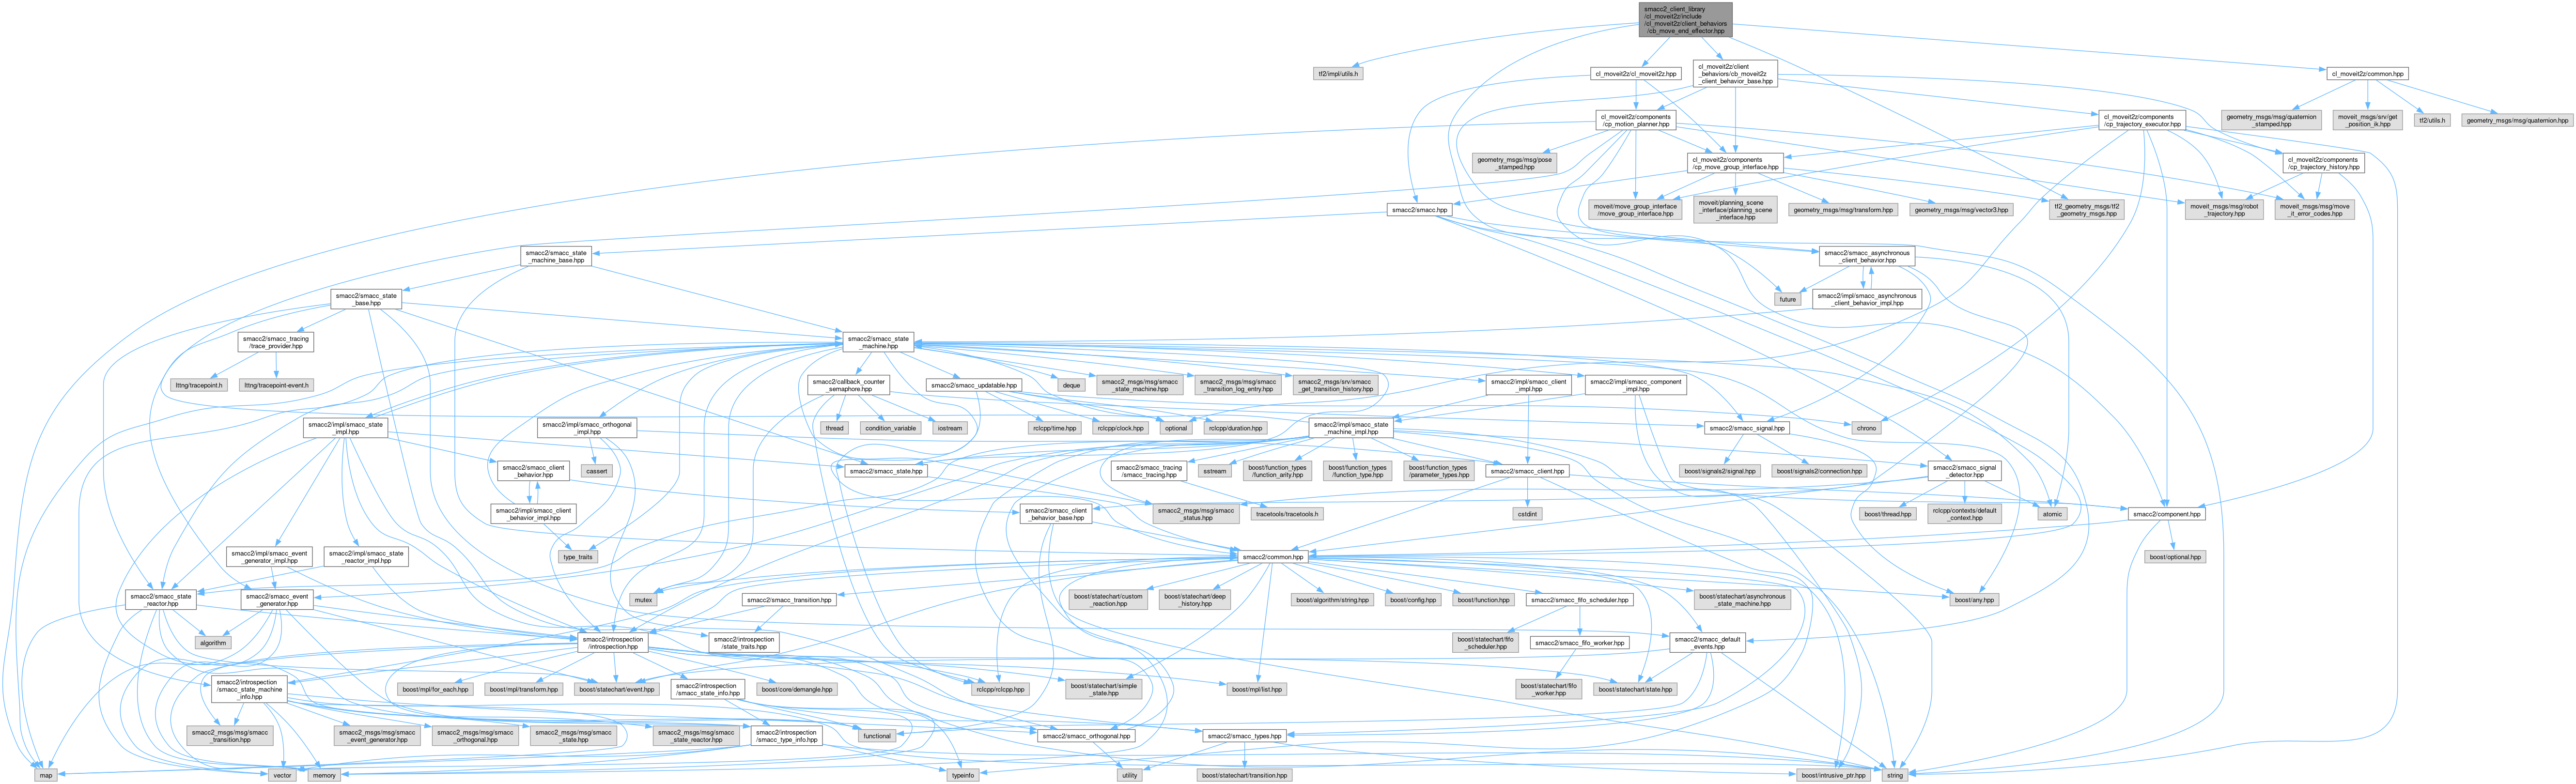 smacc2_client_library
/cl_moveit2z/include
/cl_moveit2z/client_behaviors
/cb_move_end_effector.hpp
tf2/impl/utils.h
cl_moveit2z/cl_moveit2z.hpp
cl_moveit2z/client
_behaviors/cb_moveit2z
_client_behavior_base.hpp
cl_moveit2z/common.hpp
cl_moveit2z/components
/cp_motion_planner.hpp
cl_moveit2z/components
/cp_trajectory_executor.hpp
geometry_msgs/msg/quaternion
_stamped.hpp
moveit_msgs/srv/get
_position_ik.hpp
tf2/utils.h
geometry_msgs/msg/quaternion.hpp
geometry_msgs/msg/pose
_stamped.hpp
cl_moveit2z/components
/cp_move_group_interface.hpp
cl_moveit2z/components
/cp_trajectory_history.hpp
smacc2/smacc.hpp
moveit/move_group_interface
/move_group_interface.hpp
moveit/planning_scene
_interface/planning_scene
_interface.hpp
geometry_msgs/msg/transform.hpp
geometry_msgs/msg/vector3.hpp
tf2_geometry_msgs/tf2
_geometry_msgs.hpp
moveit_msgs/msg/robot
_trajectory.hpp
moveit_msgs/msg/move
_it_error_codes.hpp
smacc2/smacc_state
_machine_base.hpp
smacc2/smacc_asynchronous
_client_behavior.hpp
smacc2/smacc_state
_base.hpp
future
smacc2/impl/smacc_asynchronous
_client_behavior_impl.hpp
smacc2/smacc_tracing
/trace_provider.hpp
smacc2/smacc_state
_machine.hpp
lttng/tracepoint.h
lttng/tracepoint-event.h
smacc2/callback_counter
_semaphore.hpp
smacc2/smacc_updatable.hpp
deque
smacc2_msgs/msg/smacc
_state_machine.hpp
smacc2_msgs/msg/smacc
_transition_log_entry.hpp
smacc2_msgs/srv/smacc
_get_transition_history.hpp
smacc2/impl/smacc_client
_impl.hpp
smacc2/impl/smacc_component
_impl.hpp
smacc2/impl/smacc_state
_impl.hpp
smacc2/impl/smacc_orthogonal
_impl.hpp
thread
condition_variable
iostream
rclcpp/time.hpp
rclcpp/clock.hpp
optional
rclcpp/duration.hpp
smacc2/impl/smacc_state
_machine_impl.hpp
smacc2/smacc_signal.hpp
chrono
smacc2/smacc_client
_behavior.hpp
cassert
smacc2/smacc_state.hpp
smacc2/smacc_tracing
/smacc_tracing.hpp
sstream
boost/function_types
/function_arity.hpp
boost/function_types
/function_type.hpp
boost/function_types
/parameter_types.hpp
smacc2/smacc_client.hpp
boost/signals2/signal.hpp
boost/signals2/connection.hpp
smacc2/smacc_signal
_detector.hpp
smacc2/impl/smacc_client
_behavior_impl.hpp
smacc2/smacc_client
_behavior_base.hpp
smacc2_msgs/msg/smacc
_status.hpp
tracetools/tracetools.h
cstdint
boost/thread.hpp
rclcpp/contexts/default
_context.hpp
atomic
smacc2/component.hpp
smacc2/impl/smacc_event
_generator_impl.hpp
smacc2/impl/smacc_state
_reactor_impl.hpp
type_traits
smacc2/common.hpp
boost/optional.hpp
smacc2/smacc_state
_reactor.hpp
smacc2/smacc_event
_generator.hpp
mutex
smacc2/smacc_transition.hpp
boost/statechart/custom
_reaction.hpp
boost/statechart/deep
_history.hpp
boost/algorithm/string.hpp
boost/config.hpp
boost/function.hpp
smacc2/smacc_fifo_scheduler.hpp
boost/statechart/asynchronous
_state_machine.hpp
boost/any.hpp
algorithm
smacc2/introspection
/introspection.hpp
smacc2/introspection
/state_traits.hpp
boost/statechart/fifo
_scheduler.hpp
smacc2/smacc_fifo_worker.hpp
smacc2/smacc_default
_events.hpp
smacc2/introspection
/smacc_state_machine
_info.hpp
boost/mpl/for_each.hpp
boost/mpl/transform.hpp
boost/statechart/event.hpp
smacc2/introspection
/smacc_state_info.hpp
boost/core/demangle.hpp
rclcpp/rclcpp.hpp
boost/statechart/simple
_state.hpp
boost/mpl/list.hpp
boost/statechart/fifo
_worker.hpp
boost/statechart/state.hpp
smacc2_msgs/msg/smacc
_transition.hpp
smacc2_msgs/msg/smacc
_event_generator.hpp
smacc2_msgs/msg/smacc
_orthogonal.hpp
smacc2_msgs/msg/smacc
_state.hpp
smacc2_msgs/msg/smacc
_state_reactor.hpp
smacc2/introspection
/smacc_type_info.hpp
functional
smacc2/smacc_orthogonal.hpp
smacc2/smacc_types.hpp
map
vector
memory
typeinfo
utility
boost/statechart/transition.hpp
boost/intrusive_ptr.hpp
string